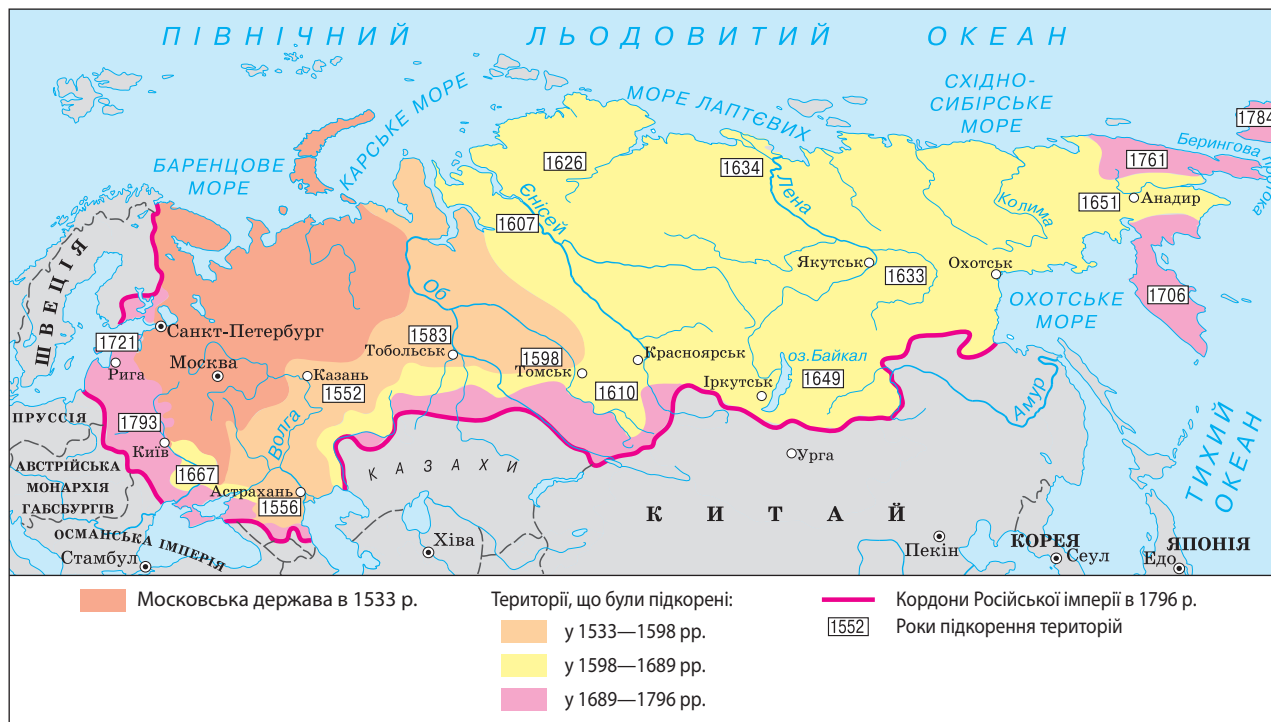 ПІВНІЧНИЙ ЛЬОДОВИТИЙ ОКЕАН
БАРЕНЦОВЕ
МОРЕ
КАРСЬКЕ МОРЕ
МОРЕ ЛАПТЄВИХ
СХІДНО-
СИБІРСЬКЕ
МОРЕ
1784
Берингова протока
1761
1626
1634
Єнісей
Лена
Колима
1651
Анадир
1607
ШВЕЦІЯ
Якутськ
1633
Охотськ
Об
ОХОТСЬКЕ
МОРЕ
1706
Санкт-Петербург
1721
Рига
Москва
1583
Тобольськ
1598
Томськ
Красноярськ
оз.Байкал
1649
Іркутськ
Казань
1552
1610
Амур
ПРУССІЯ
1793
Київ
Волга
ТИХИЙ
ОКЕАН
АВСТРІЙСЬКА
МОНАРХІЯ
ГАБСБУРГІВ
1667
Астрахань
1556
КАЗАХИ
Урга
КИТАЙ
ОСМАНСЬКА ІМПЕРІЯ
Стамбул
Хіва
Пекін
КОРЕЯ
Сеул
ЯПОНІЯ
Едо
Московська держава в 1533 р.
Території, що були підкорені:
у 1533—1598 рр.
у 1598—1689 рр.
у 1689—1796 рр.
Кордони Російської імперії в 1796 р.
1552 Роки підкорення територій